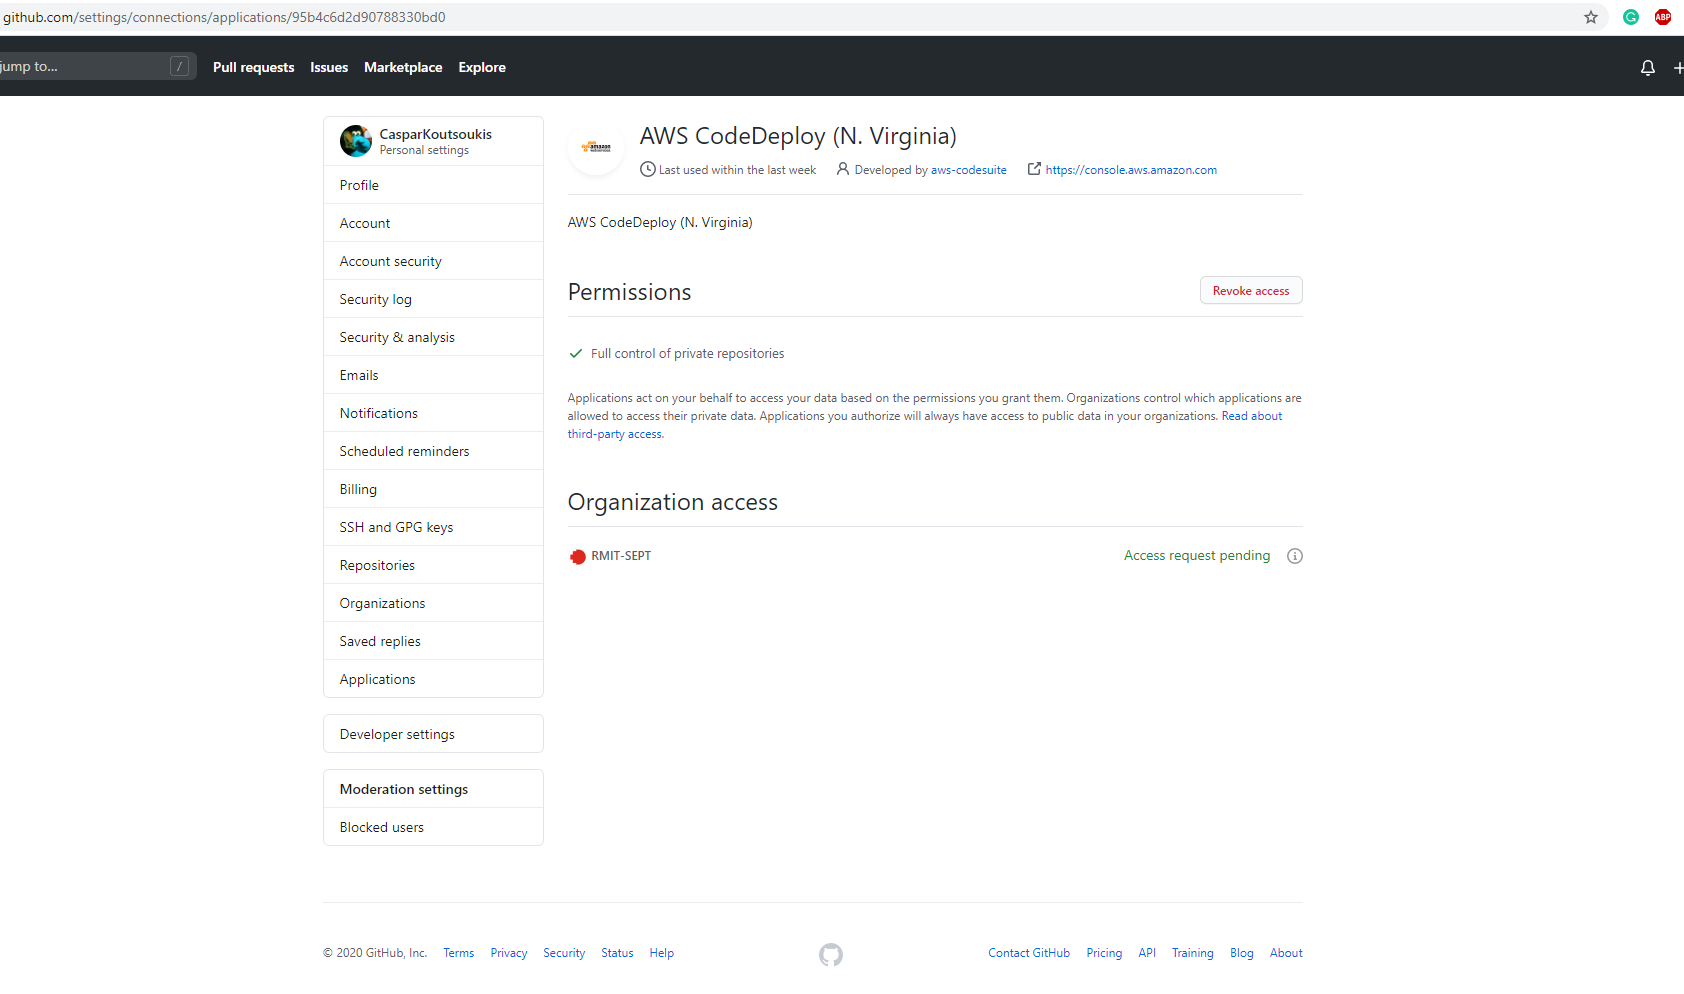 github.com/settings/connections/applications/95b4c6d2d90788330bd0
ABP
jump to... /
Pull requests Issues Marketplace Explore
CasparKoutsoukis
Personal settings
Profile
Account
Account security
Security log
Security & analysis
Emails
Notifications
Scheduled reminders
Billing
SSH and GPG keys
Repositories
Organizations
Saved replies
Applications
Developer settings
Moderation settings
Blocked users
amazon
webservices
AWS CodeDeploy (N. Virginia)
Last used within the last week Developed by aws-codesuite https://console.aws.amazon.com
AWS CodeDeploy (N. Virginia)
Permissions
Revoke access
Full control of private repositories
Applications act on your behalf to access your data based on the permissions you grant them. Organizations control which applications are
allowed to access their private data. Applications you authorize will always have access to public data in your organizations. Read about
third-party access.
Organization access
RMIT-SEPT Access request pending
© 2020 GitHub, Inc. Terms Privacy Security Status Help
Contact GitHub Pricing API Training Blog About